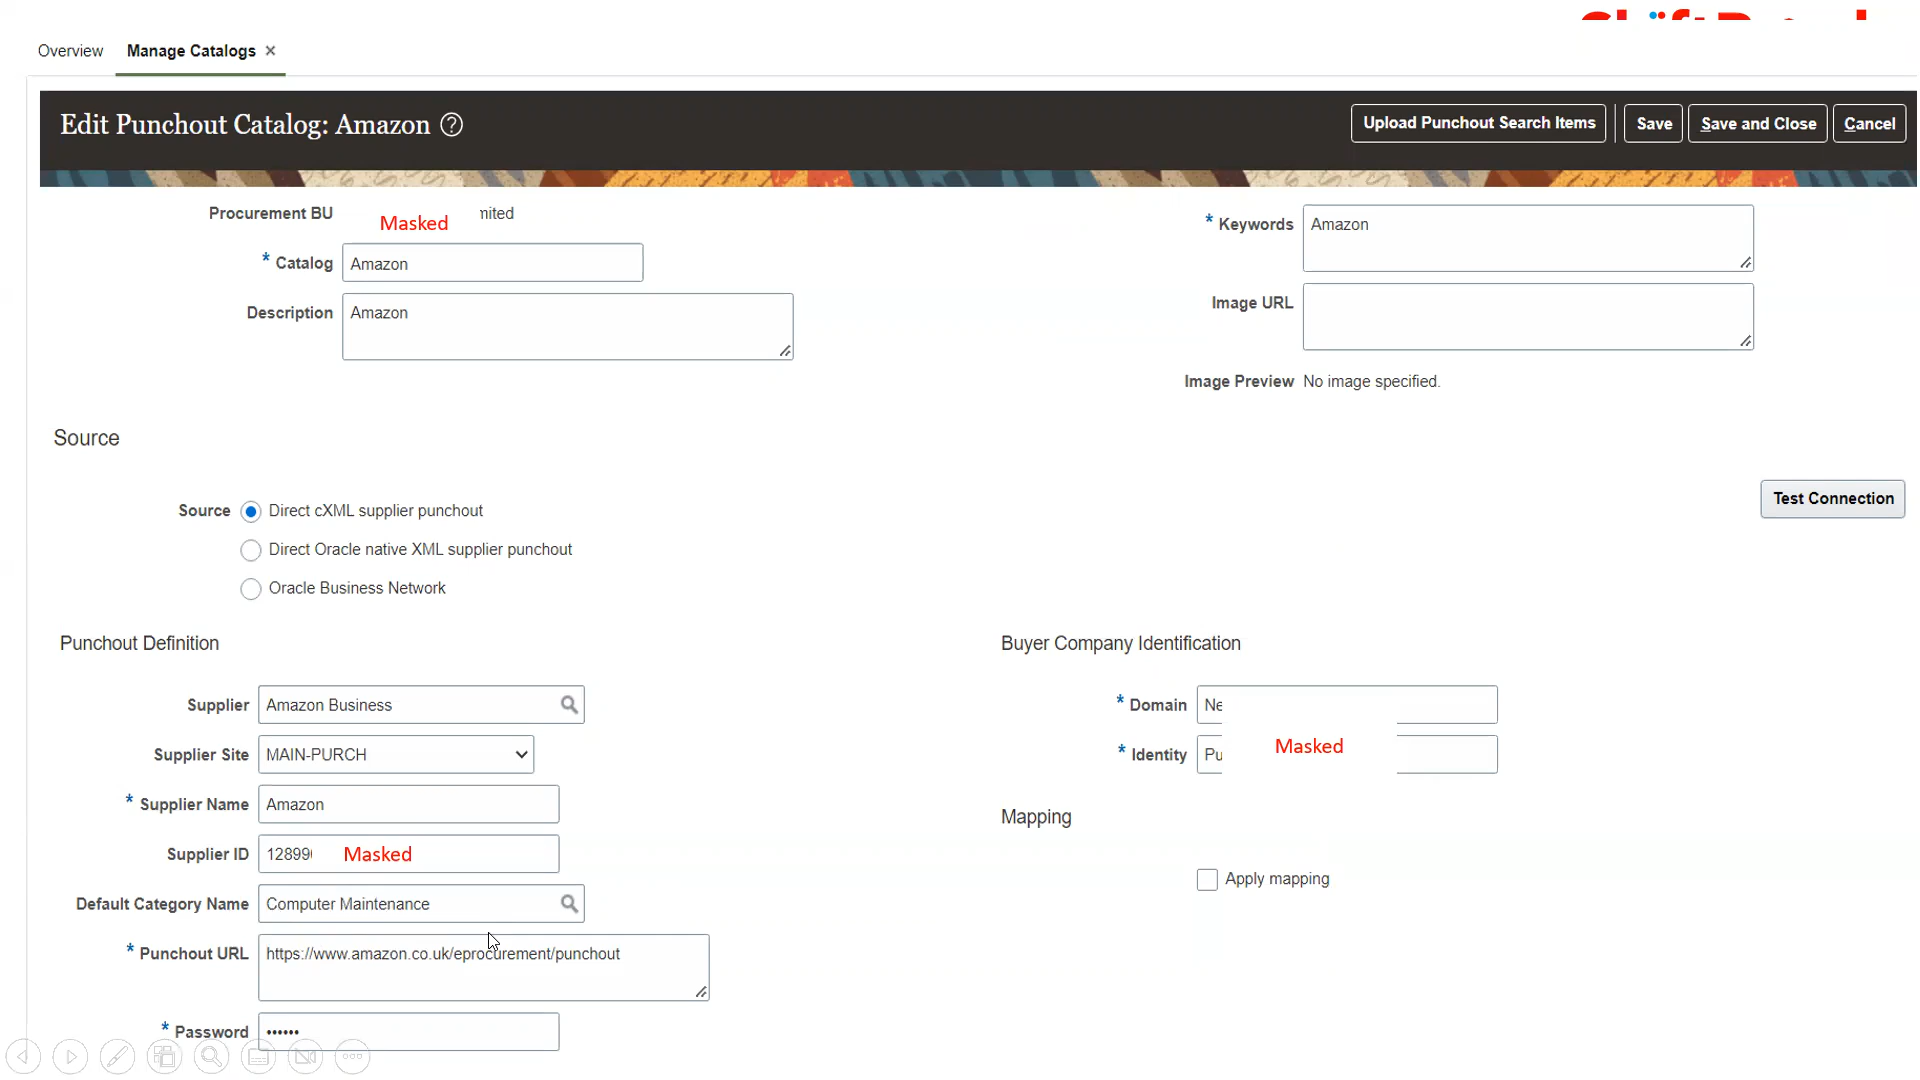 Overview
Manage Catalogs ×
Edit Punchout Catalog: Amazon ?
Upload Punchout Search Items
Save
Save and Close
Cancel
Procurement BU
Masked
mited
* Catalog
Amazon
Description
Amazon
* Keywords
Amazon
Image URL
Image Preview No image specified.
Source
Source
Direct cXML supplier punchout
Direct Oracle native XML supplier punchout
Oracle Business Network
Test Connection
Punchout Definition
Supplier
Amazon Business
Supplier Site
MAIN-PURCH
* Supplier Name
Amazon
Supplier ID
12899
Masked
Default Category Name
Computer Maintenance
* Punchout URL
https://www.amazon.co.uk/eprocurement/punchout
* Password
••••••
Buyer Company Identification
* Domain
Ne
* Identity
Pu
Masked
Mapping
Apply mapping